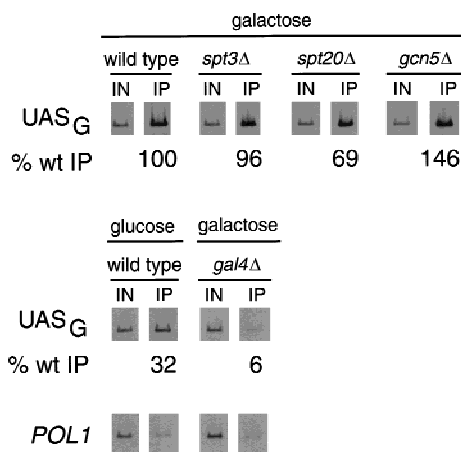 galactose
wild type spt3Δ spt20Δ gcn5Δ
IN IP IN IP IN IP IN IP
UASG
% wt IP 100 96 69 146
glucose galactose
wild type gal4Δ
IN IP IN IP
UASG
% wt IP 32 6
POL1